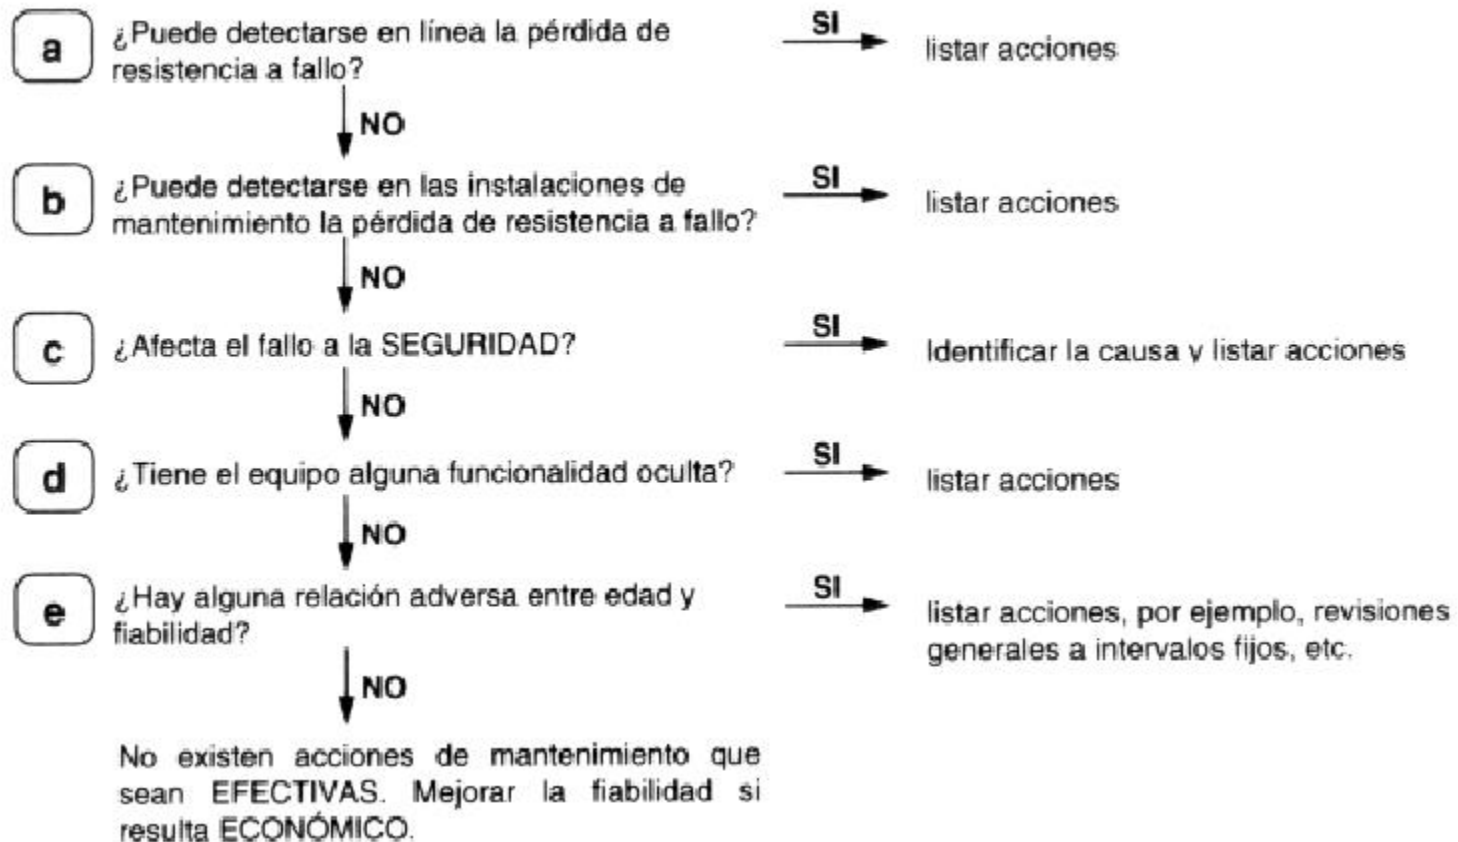 a ¿Puede detectarse en línea la pérdida de
resistencia a fallo?
SI
listar acciones
NO
b ¿Puede detectarse en las instalaciones de
mantenimiento la pérdida de resistencia a fallo?
SI
listar acciones
NO
c ¿Afecta el fallo a la SEGURIDAD?
SI
Identificar la causa y listar acciones
NO
d ¿Tiene el equipo alguna funcionalidad oculta?
SI
listar acciones
NO
e ¿Hay alguna relación adversa entre edad y
fiabilidad?
SI
listar acciones, por ejemplo, revisiones
generales a intervalos fijos, etc.
NO
No existen acciones de mantenimiento que
sean EFECTIVAS. Mejorar la fiabilidad si
resulta ECONÓMICO.